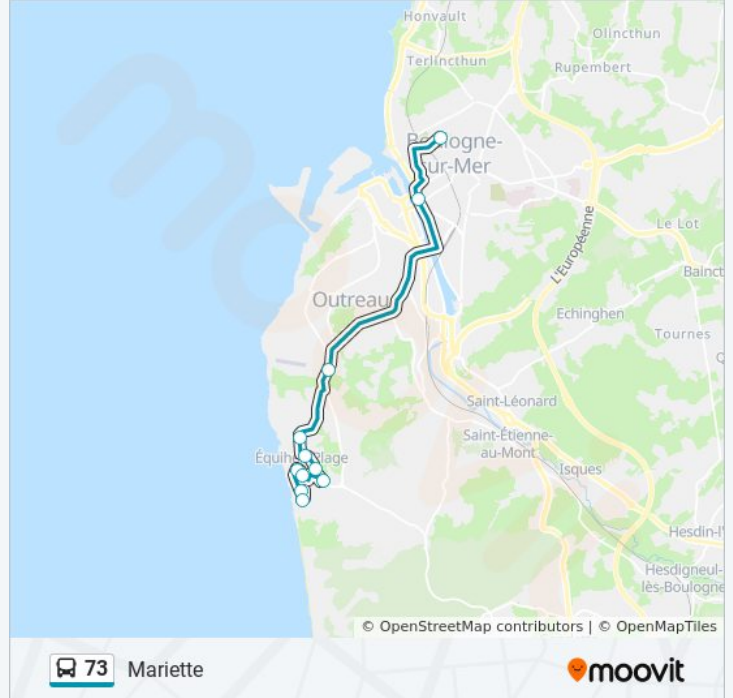 Honvault
Olincthun
Terlincthun
Rupembert
Boulogne-
sur-Mer
L'Européenne
Le Lot
Bainct
Outreau
Echinghen
Tournes
Saint-Léonard
Saint-Étienne-
au-Mont
Équihen-Plage
Isques
Hesdin-l'
Hesdigneul-
lès-Boulogne
© OpenStreetMap contributors | © OpenMapTiles
73 Mariette
moovit